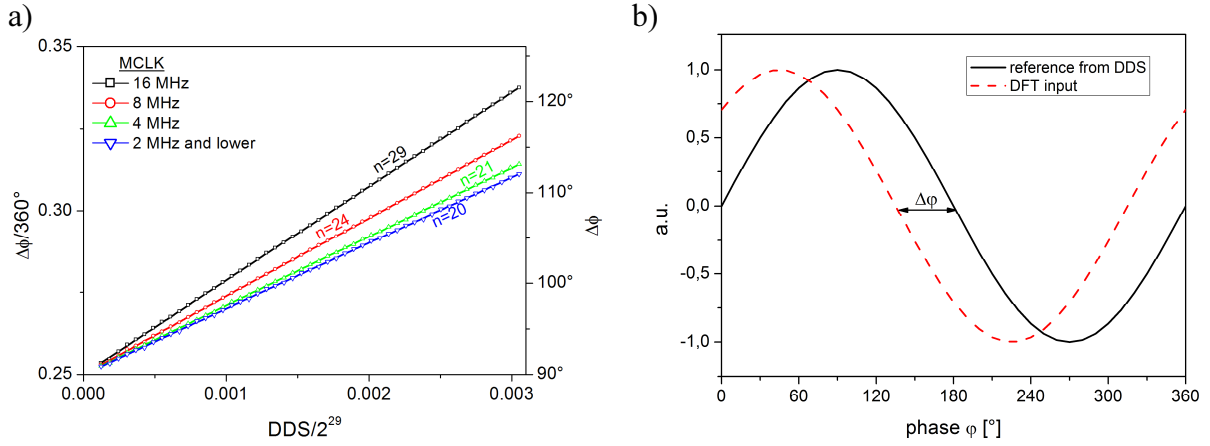 a)
0.35
0.30
0.25
Δϕ/360°
MCLK
16 MHz
8 MHz
4 MHz
2 MHz and lower
n=29
n=24
n=21
n=20
120°
110°
100°
90°
Δϕ
0.000
0.001
0.002
0.003
DDS/2²⁹
b)
1,0
0,5
0,0
-0,5
-1,0
a.u.
reference from DDS
DFT input
Δφ
0
60
120
180
240
300
360
phase φ [°]